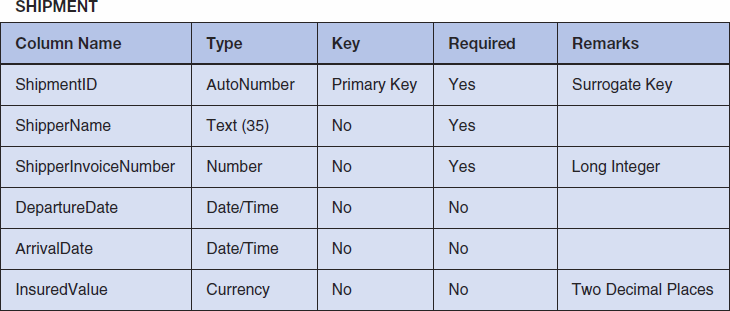 SHIPMENT
Column Name Type Key Required Remarks
ShipmentID AutoNumber Primary Key Yes Surrogate Key
ShipperName Text (35) No Yes
ShipperInvoiceNumber Number No Yes Long Integer
DepartureDate Date/Time No No
ArrivalDate Date/Time No No
InsuredValue Currency No No Two Decimal Places